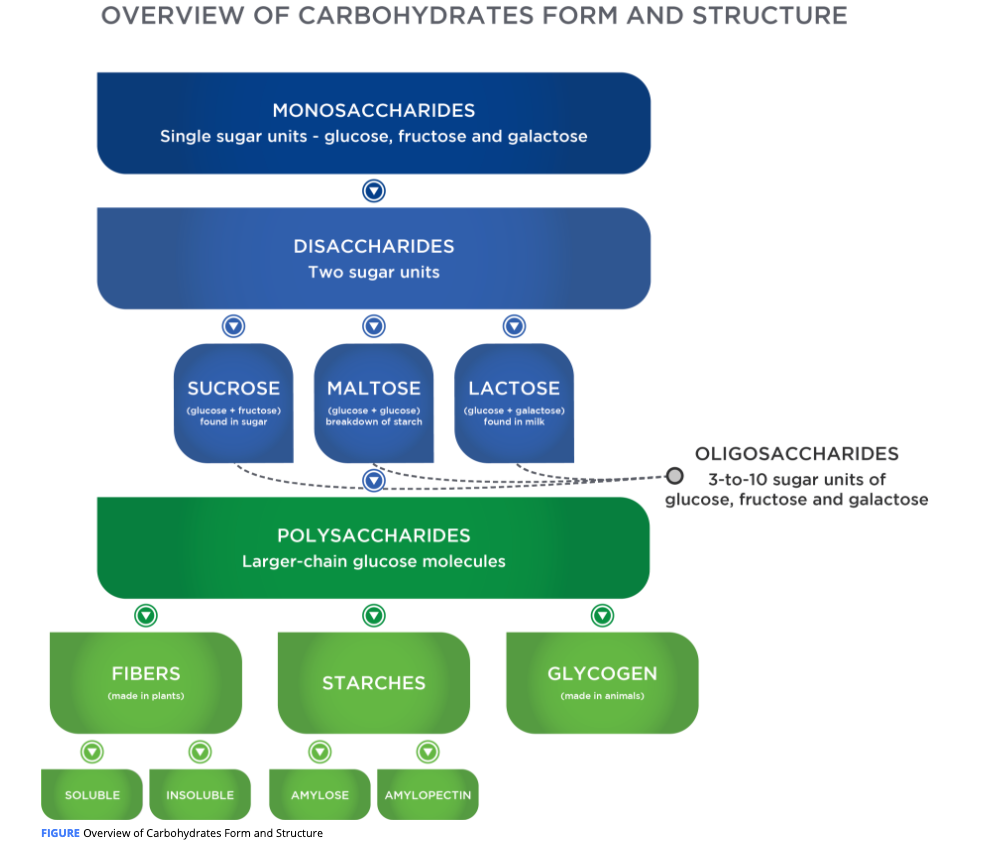 OVERVIEW OF CARBOHYDRATES FORM AND STRUCTURE
MONOSACCHARIDES
Single sugar units - glucose, fructose and galactose
DISACCHARIDES
Two sugar units
SUCROSE
(glucose + fructose)
found in sugar
MALTOSE
(glucose + glucose)
breakdown of starch
LACTOSE
(glucose + galactose)
found in milk
OLIGOSACCHARIDES
3-to-10 sugar units of
glucose, fructose and galactose
POLYSACCHARIDES
Larger-chain glucose molecules
FIBERS
(made in plants)
STARCHES
GLYCOGEN
(made in animals)
SOLUBLE
INSOLUBLE
AMYLOSE
AMYLOPECTIN
FIGURE Overview of Carbohydrates Form and Structure